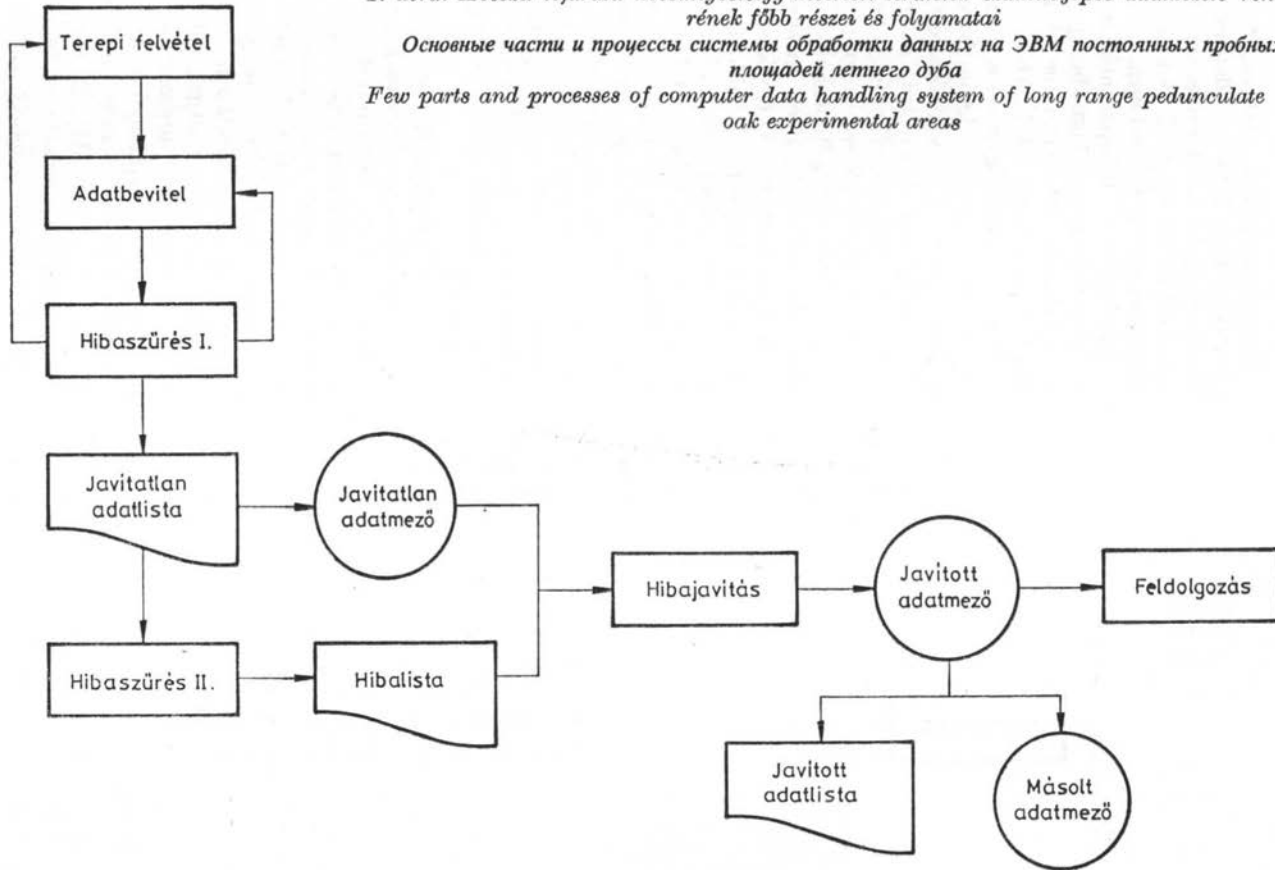 rének főbb részei és folyamatai
Основные части и процессы системы обработки данных на ЭВМ постоянных пробных
площадей летнего дуба
Few parts and processes of computer data handling system of long range pedunculate
oak experimental areas
Terepi felvétel
Adatbevitel
Hibaszűrés I.
Javitatlan
adatlista
Javitatlan
adatmező
Hibaszűrés II.
Hibalista
Hibajavitás
Javitott
adatmező
Feldolgozás
Javitott
adatlista
Másolt
adatmező